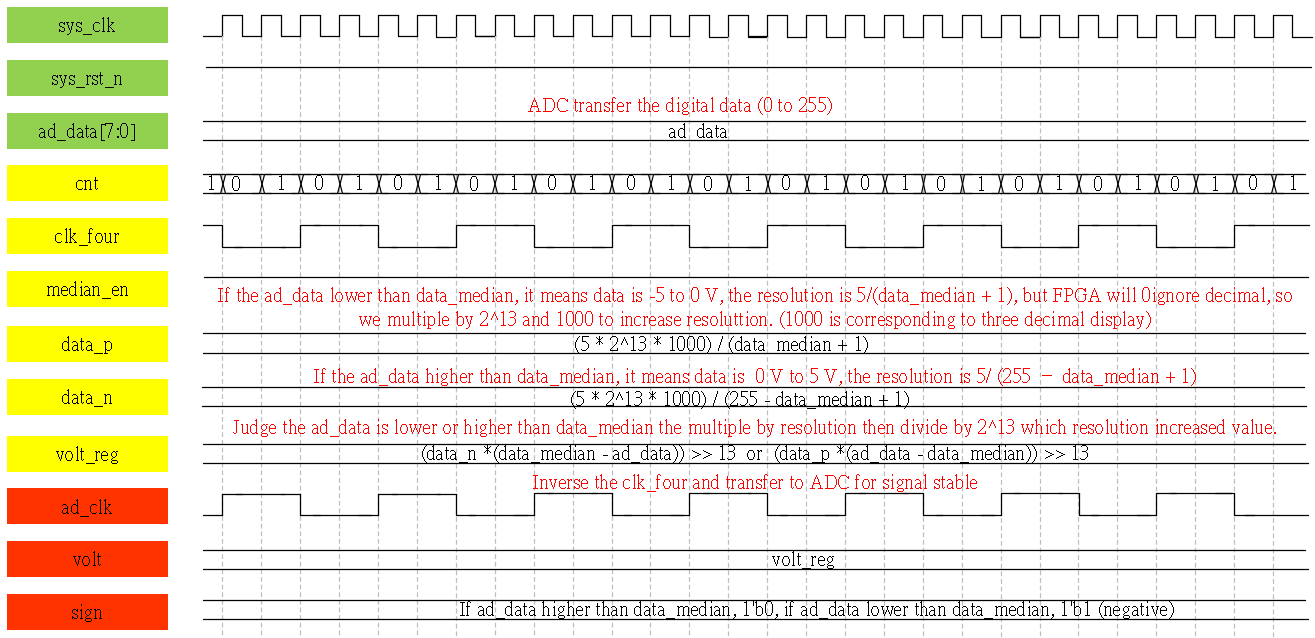 sys_clk
sys_rst_n
ADC transfer the digital data (0 to 255)
ad_data[7:0]
ad_data
cnt
1 0 1 0 1 0 1 0 1 0 1 0 1 0 1 0 1 0 1 0 1 0 1 0 1 0 1 0 1
clk_four
median_en
If the ad_data lower than data_median, it means data is -5 to 0 V, the resolution is 5/(data_median + 1), but FPGA will 0ignore decimal, so
we multiple by 2^13 and 1000 to increase resoluttion. (1000 is corresponding to three decimal display)
data_p
(5 * 2^13 * 1000) / (data_median + 1)
If the ad_data higher than data_median, it means data is 0 V to 5 V, the resolution is 5/ (255 － data_median + 1)
data_n
(5 * 2^13 * 1000) / (255 - data_median + 1)
Judge the ad_data is lower or higher than data_median the multiple by resolution then divide by 2^13 which resolution increased value.
volt_reg
(data_n *(data_median - ad_data)) >> 13 or (data_p *(ad_data - data_median)) >> 13
Inverse the clk_four and transfer to ADC for signal stable
ad_clk
volt
volt_reg
sign
If ad_data higher than data_median, 1'b0, if ad_data lower than data_median, 1'b1 (negative)